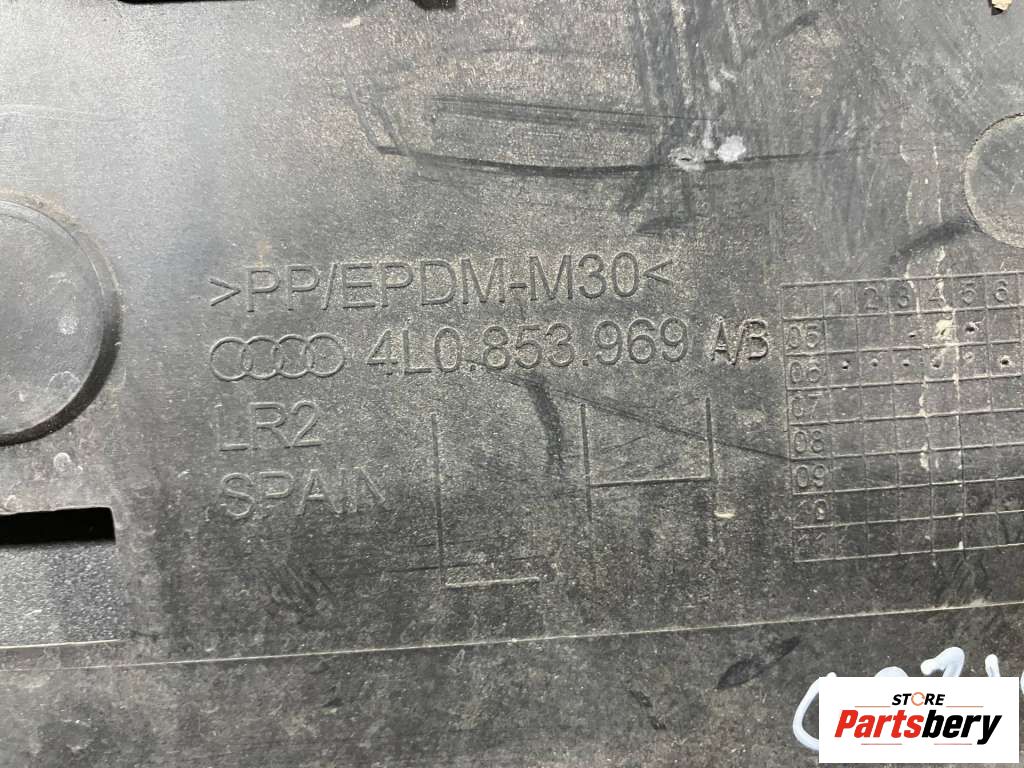 >PP/EPDM-M30<
4L0.853.969 A/B
LR2
SPAIN
1 2 3 4 5 6
05
06
07
08
09
STORE
Partsbery